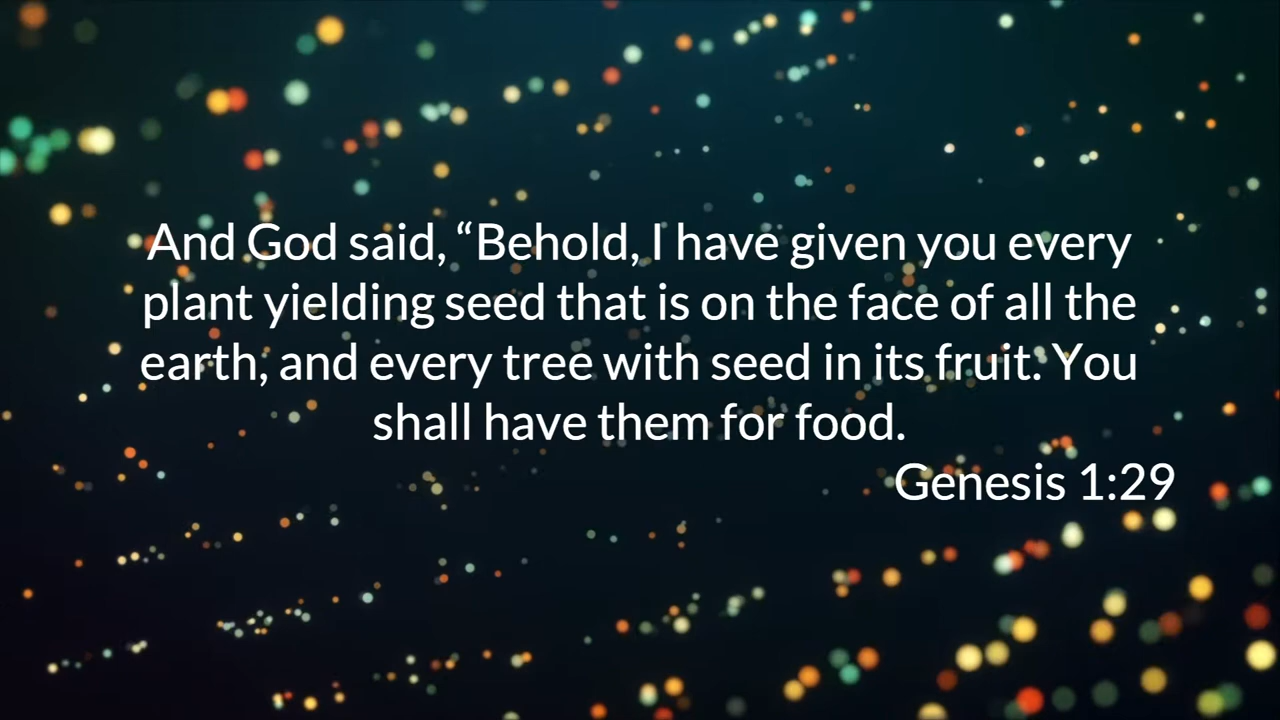 And God said, “Behold, I have given you every
plant yielding seed that is on the face of all the
earth, and every tree with seed in its fruit. You
shall have them for food.
Genesis 1:29